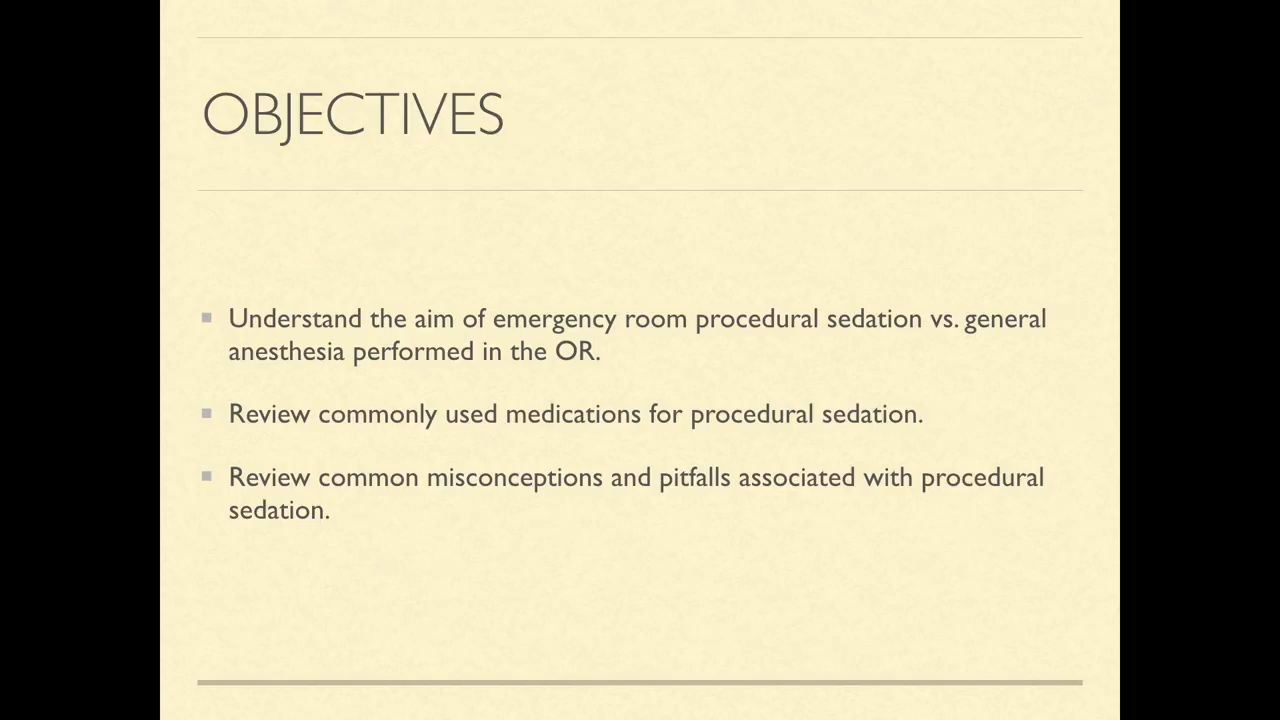 OBJECTIVES
Understand the aim of emergency room procedural sedation vs. general
anesthesia performed in the OR.
Review commonly used medications for procedural sedation.
Review common misconceptions and pitfalls associated with procedural
sedation.